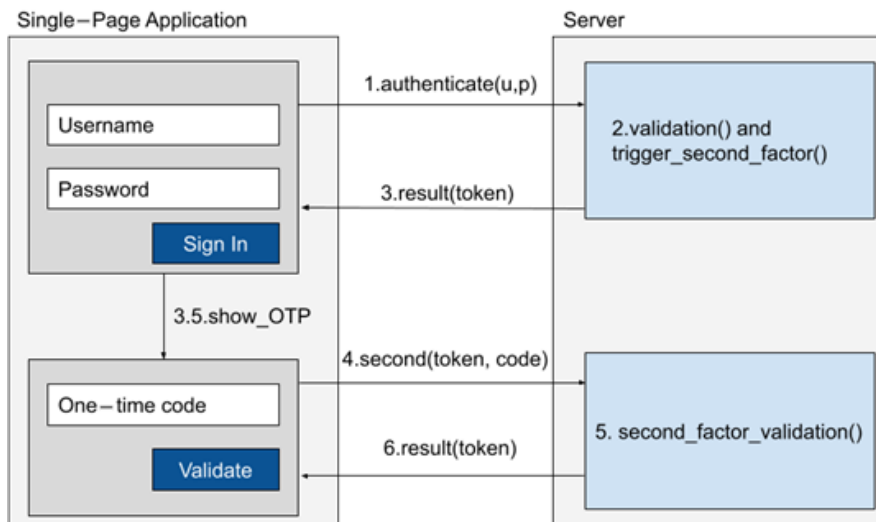 Single−Page Application
Server
1.authenticate(u,p)
Username
2.validation() and
trigger_second_factor()
Password
3.result(token)
Sign In
3.5.show_OTP
4.second(token, code)
One−time code
5. second_factor_validation()
6.result(token)
Validate